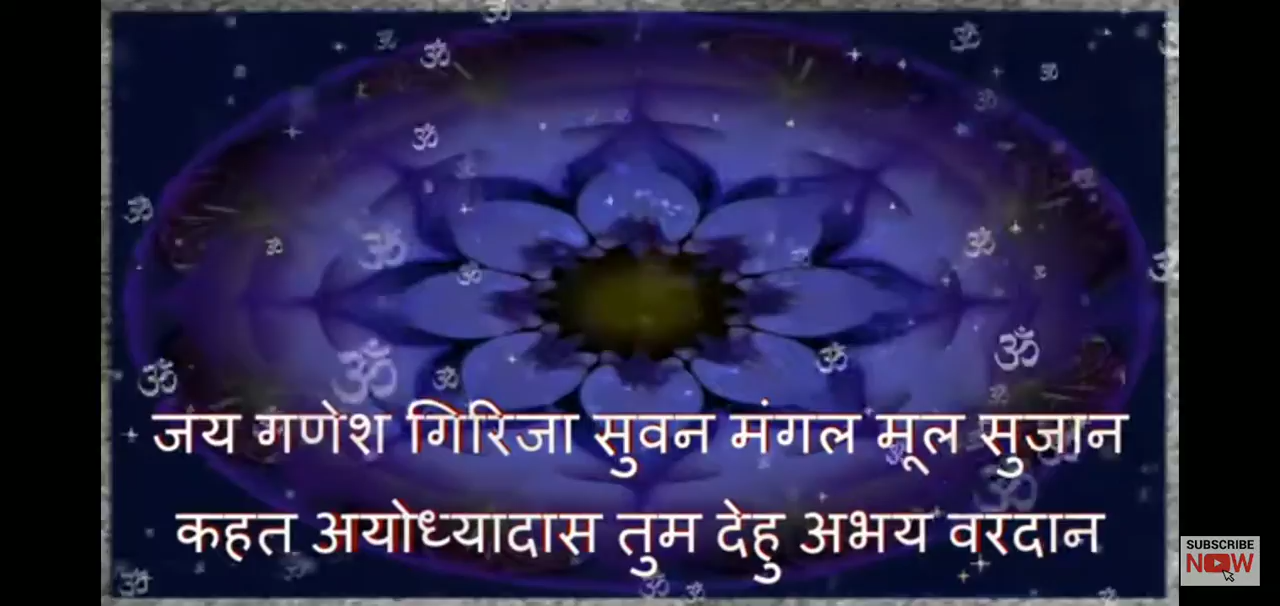 जय गणेश गिरिजा सुवन मंगल मूल सुजान
कहत अयोध्यादास तुम देहु अभय वरदान
SUBSCRIBE
NOW